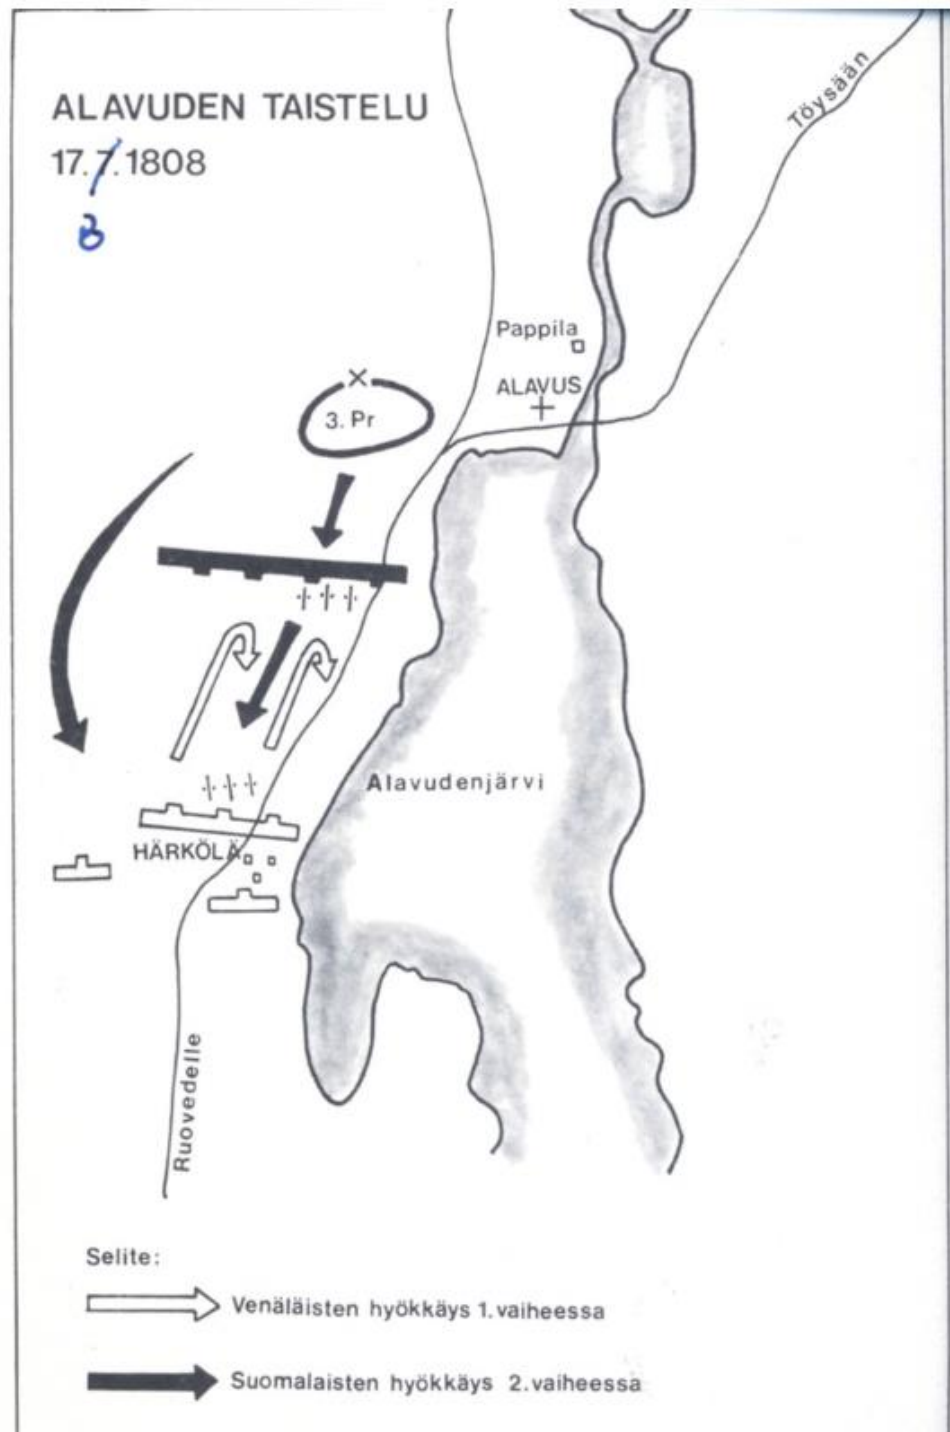 ALAVUDEN TAISTELU
17.7.1808
8
Töysään
Pappila
ALAVUS
3. Pr
Alavudenjärvi
HÄRKÖLÄ
Ruovedelle
Selite:
Venäläisten hyökkäys 1.vaiheessa
Suomalaisten hyökkäys 2.vaiheessa